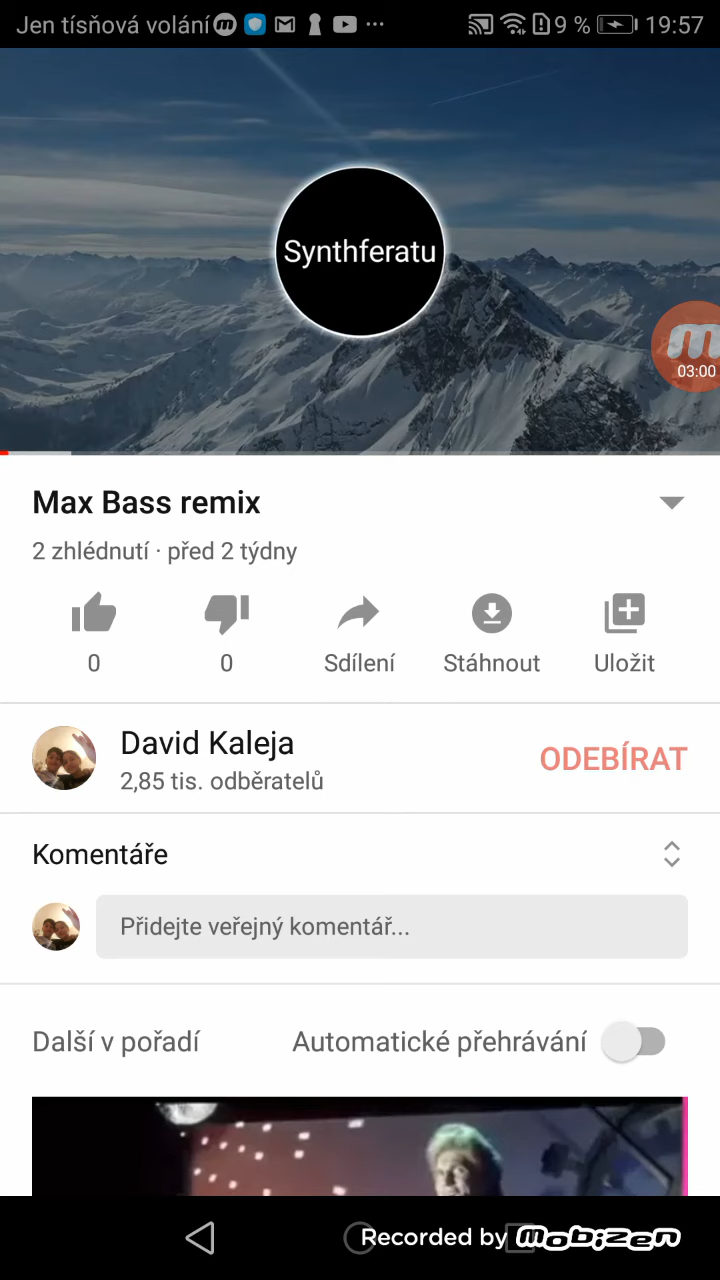 Jen tísňová volání 9 % 19:57
Synthferatu
03:00
Max Bass remix
2 zhlédnutí · před 2 týdny
0 0 Sdílení Stáhnout Uložit
David Kaleja
ODEBÍRAT
2,85 tis. odběratelů
Komentáře
Přidejte veřejný komentář...
Další v pořadí Automatické přehrávání
Recorded by mobizen